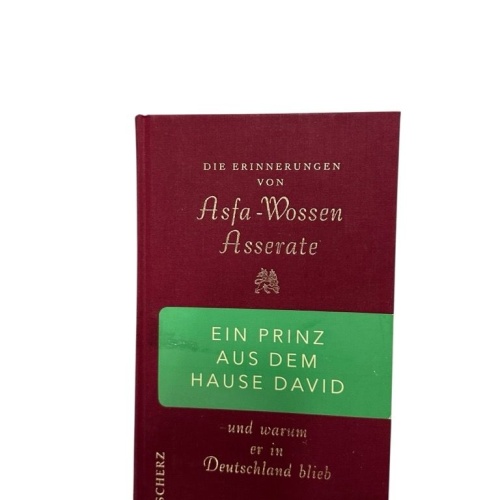 DIE ERINNERUNGEN
VON
Asfa-Wossen
Asserate
EIN PRINZ
AUS DEM
HAUSE DAVID
und warum
er in
Deutschland blieb
SCHERZ